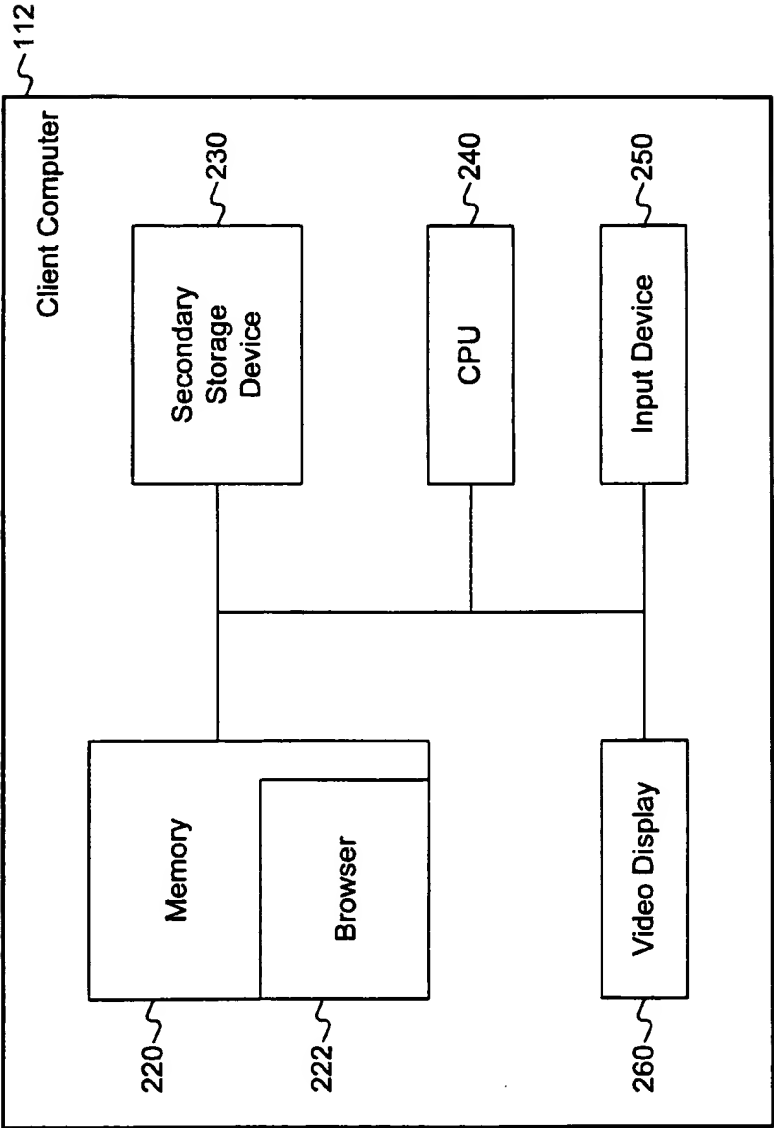 112
Client Computer
220
Memory
222
Browser
Secondary
Storage
Device
230
CPU
240
260
Video Display
Input Device
250